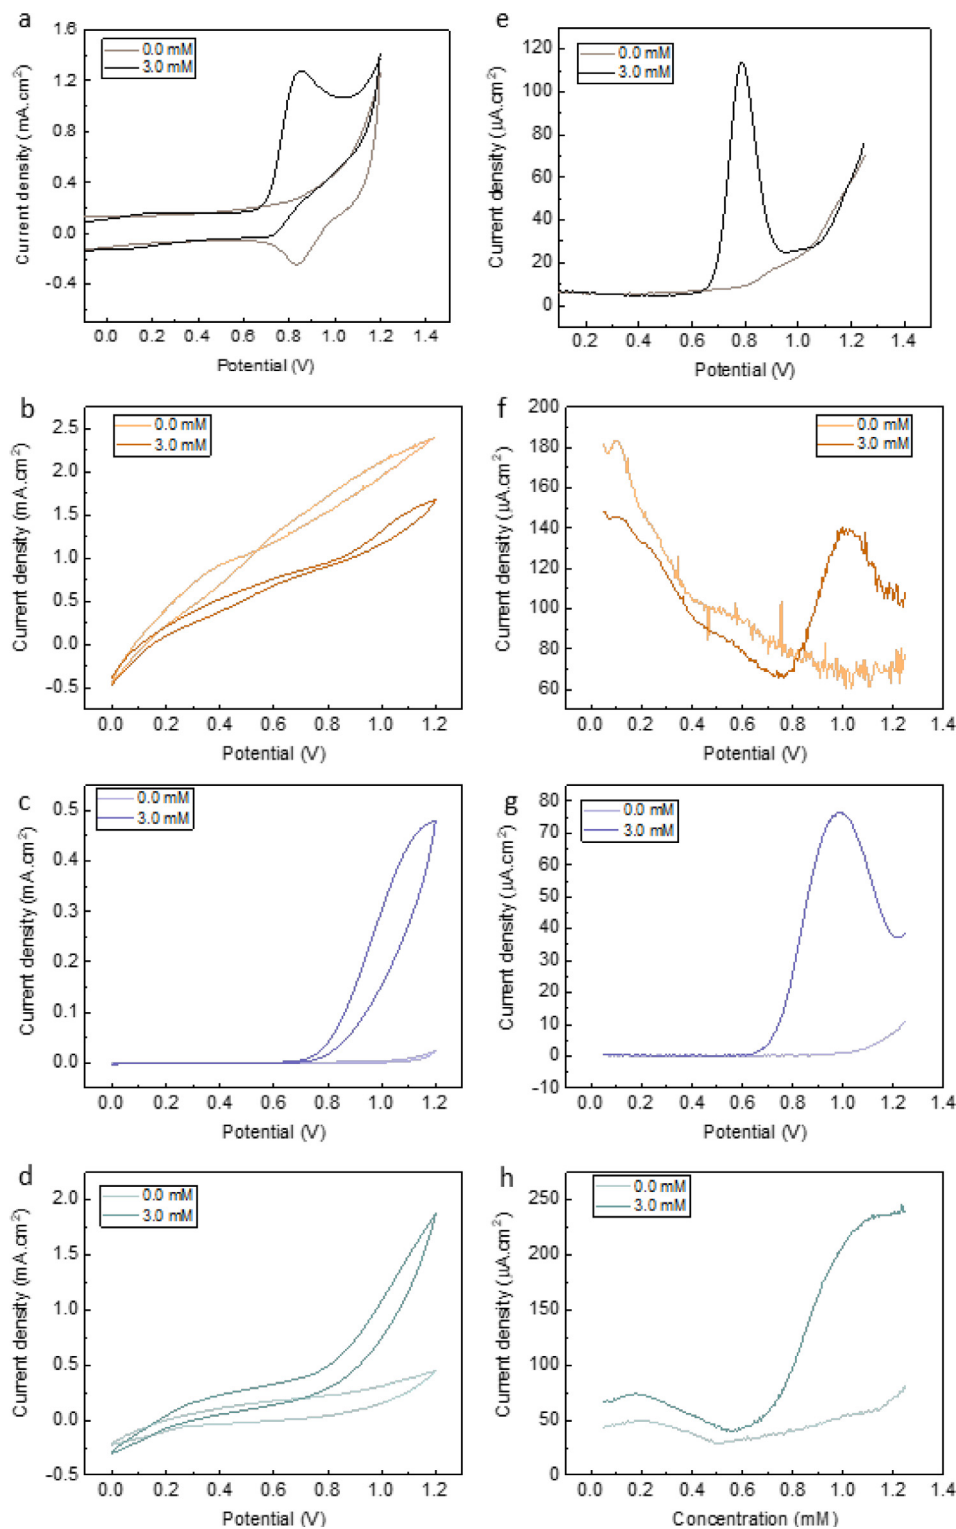 a
1.6
1.2
0.8
0.4
0.0
-0.4
Current density (mA.cm²)
0.0 mM
3.0 mM
0.0 0.2 0.4 0.6 0.8 1.0 1.2 1.4
Potential (V)
e
120
100
80
60
40
20
0
Current density (µA.cm²)
0.0 mM
3.0 mM
0.2 0.4 0.6 0.8 1.0 1.2 1.4
Potential (V)
b
2.5
2.0
1.5
1.0
0.5
0.0
-0.5
Current density (mA.cm²)
0.0 mM
3.0 mM
0.0 0.2 0.4 0.6 0.8 1.0 1.2
Potential (V)
f
200
180
160
140
120
100
80
60
Current density (µA.cm²)
0.0 mM
3.0 mM
0.0 0.2 0.4 0.6 0.8 1.0 1.2 1.4
Potential (V)
c
0.5
0.4
0.3
0.2
0.1
0.0
Current density (mA.cm²)
0.0 mM
3.0 mM
0.0 0.2 0.4 0.6 0.8 1.0 1.2
Potential (V)
g
80
70
60
50
40
30
20
10
0
-10
Current density (µA.cm²)
0.0 mM
3.0 mM
0.0 0.2 0.4 0.6 0.8 1.0 1.2 1.4
Potential (V)
d
2.0
1.5
1.0
0.5
0.0
-0.5
Current density (mA.cm²)
0.0 mM
3.0 mM
0.0 0.2 0.4 0.6 0.8 1.0 1.2
Potential (V)
h
250
200
150
100
50
0
Current density (µA.cm²)
0.0 mM
3.0 mM
0.0 0.2 0.4 0.6 0.8 1.0 1.2 1.4
Concentration (mM)